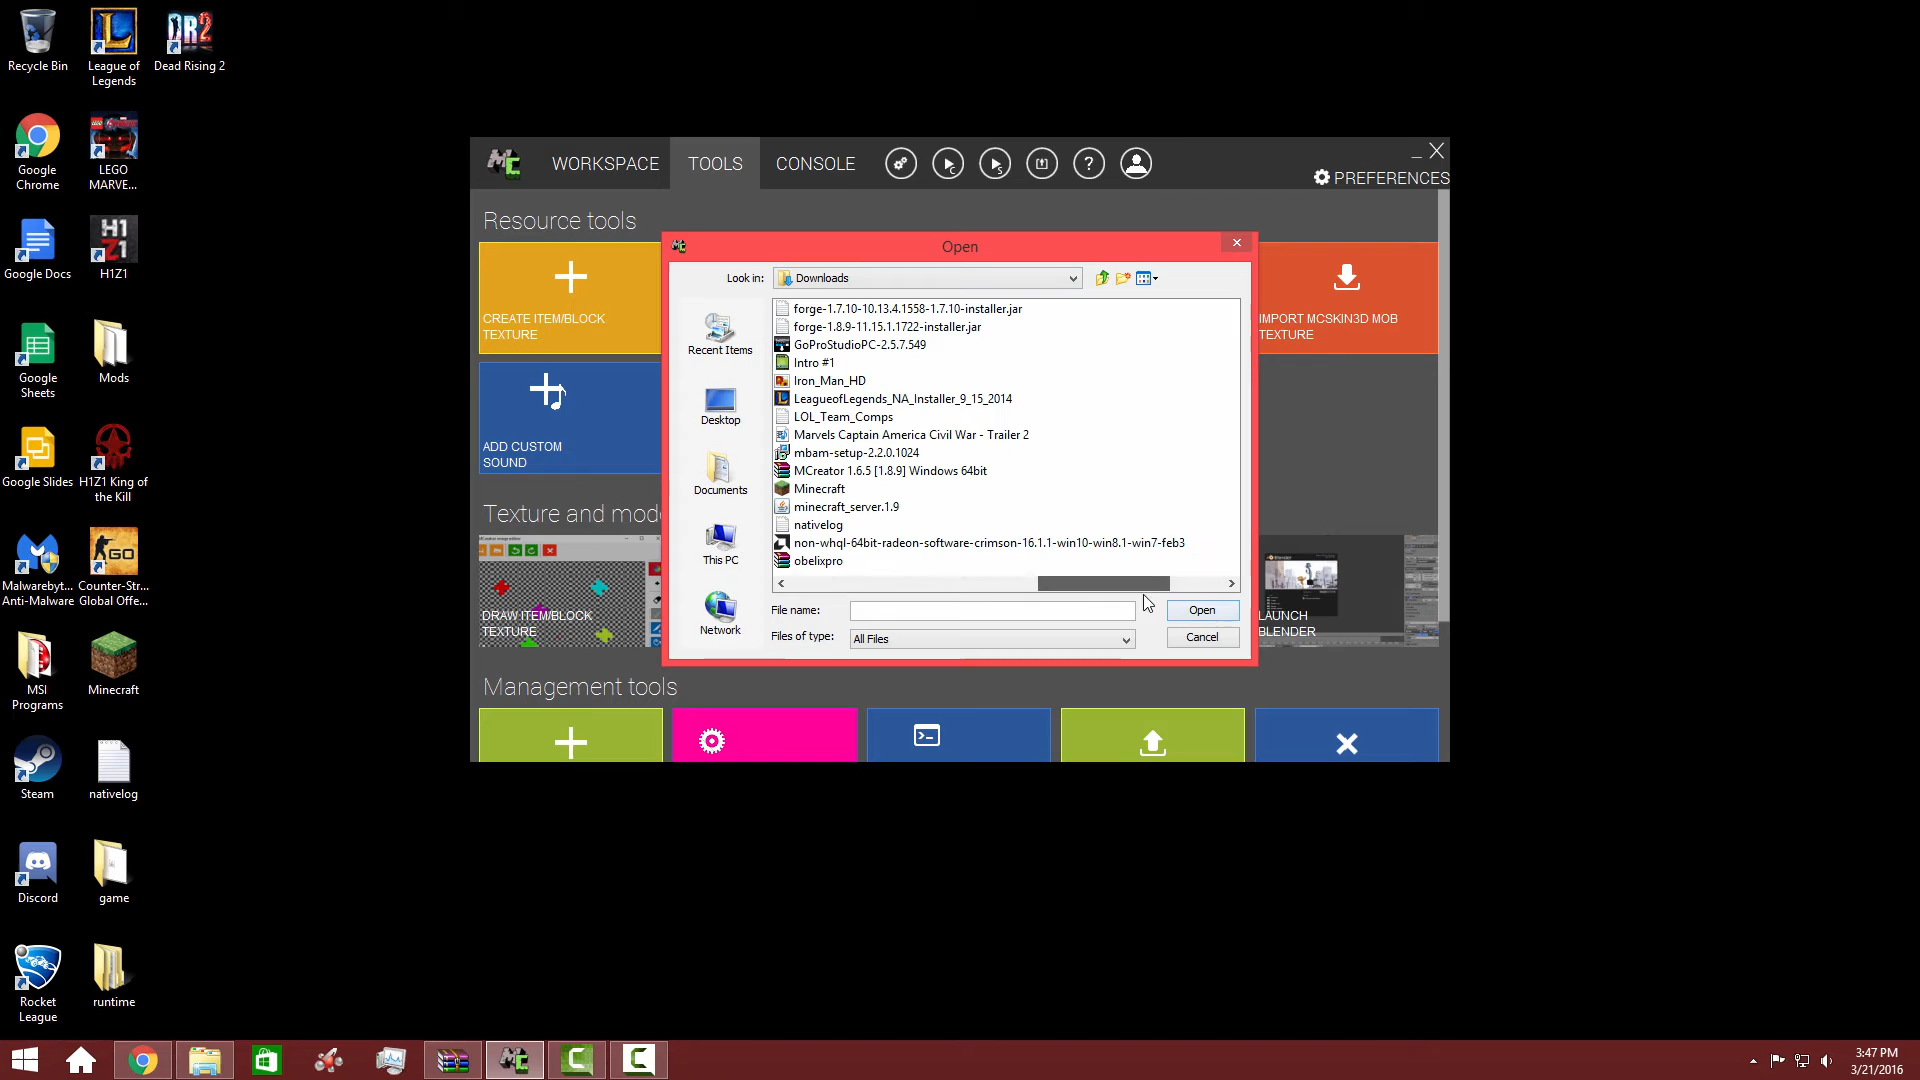 Recycle Bin
League of
Legends
Dead Rising 2
Google
Chrome
LEGO
MARVE...
Google Docs
H1Z1
Google
Sheets
Mods
Google Slides
H1Z1 King of
the Kill
Malwarebyt...
Anti-Malware
Counter-Str...
Global Offe...
MSI
Programs
Minecraft
Steam
nativelog
Discord
game
Rocket
League
runtime
WORKSPACE
TOOLS
CONSOLE
PREFERENCES
Resource tools
CREATE ITEM/BLOCK
TEXTURE
IMPORT MCSKIN3D MOB
TEXTURE
ADD CUSTOM
SOUND
Texture and mode
DRAW ITEM/BLOCK
TEXTURE
LAUNCH
BLENDER
Management tools
Open
Look in:
Downloads
Recent Items
Desktop
Documents
This PC
Network
forge-1.7.10-10.13.4.1558-1.7.10-installer.jar
forge-1.8.9-11.15.1.1722-installer.jar
GoProStudioPC-2.5.7.549
Intro #1
Iron_Man_HD
LeagueofLegends_NA_Installer_9_15_2014
LOL_Team_Comps
Marvels Captain America Civil War - Trailer 2
mbam-setup-2.2.0.1024
MCreator 1.6.5 [1.8.9] Windows 64bit
Minecraft
minecraft_server.1.9
nativelog
non-whql-64bit-radeon-software-crimson-16.1.1-win10-win8.1-win7-feb3
obelixpro
File name:
Open
Files of type:
All Files
Cancel
3:47 PM
3/21/2016